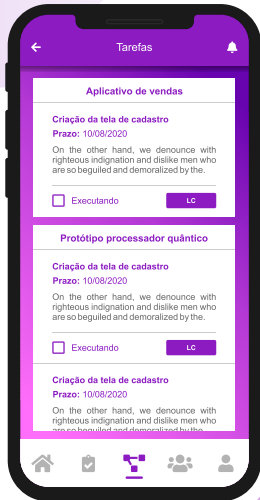 Tarefas
Aplicativo de vendas
Criação da tela de cadastro
Prazo: 10/08/2020
On the other hand, we denounce with
righteous indignation and dislike men who
are so beguiled and demoralized by the.
Executando
LC
Protótipo processador quântico
Criação da tela de cadastro
Prazo: 10/08/2020
On the other hand, we denounce with
righteous indignation and dislike men who
are so beguiled and demoralized by the.
Executando
LC
Criação da tela de cadastro
Prazo: 10/08/2020
On the other hand, we denounce with
righteous indignation and dislike men who
are so beguiled and demoralized by the.